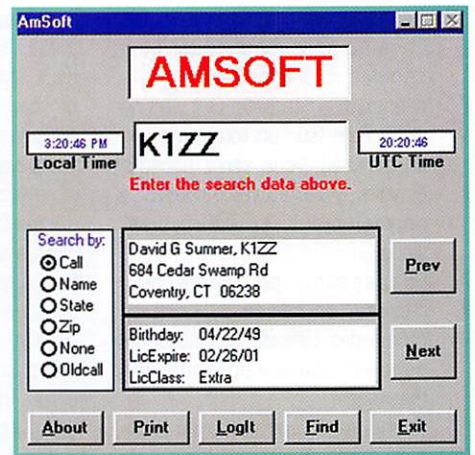 AmSoft
AMSOFT
3:20:46 PM
Local Time
K1ZZ
20:20:46
UTC Time
Enter the search data above.
Search by:
Call
Name
State
Zip
None
Oldcall
David G Sumner, K1ZZ
684 Cedar Swamp Rd
Coventry, CT 06238
Birthday: 04/22/49
LicExpire: 02/26/01
LicClass: Extra
Prev
Next
About
Print
LogIt
Find
Exit